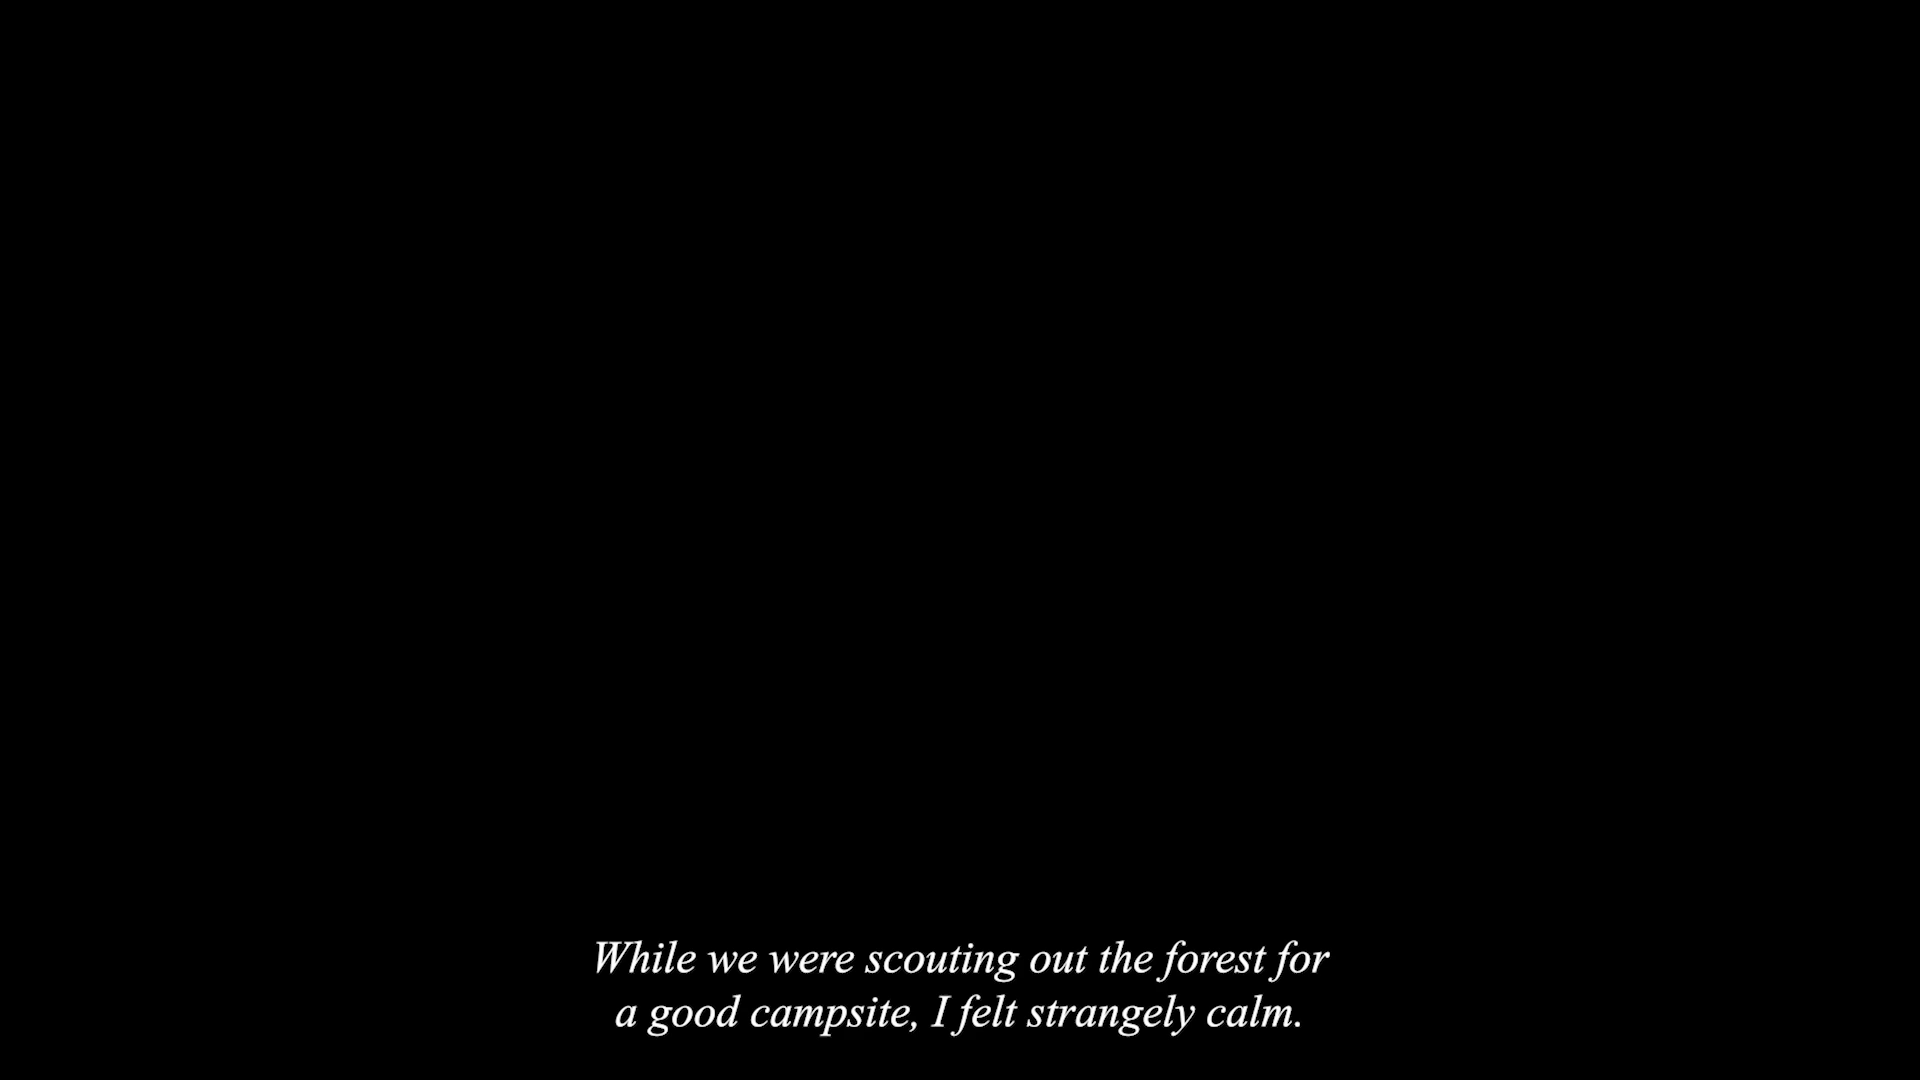 While we were scouting out the forest for
a good campsite, I felt strangely calm.